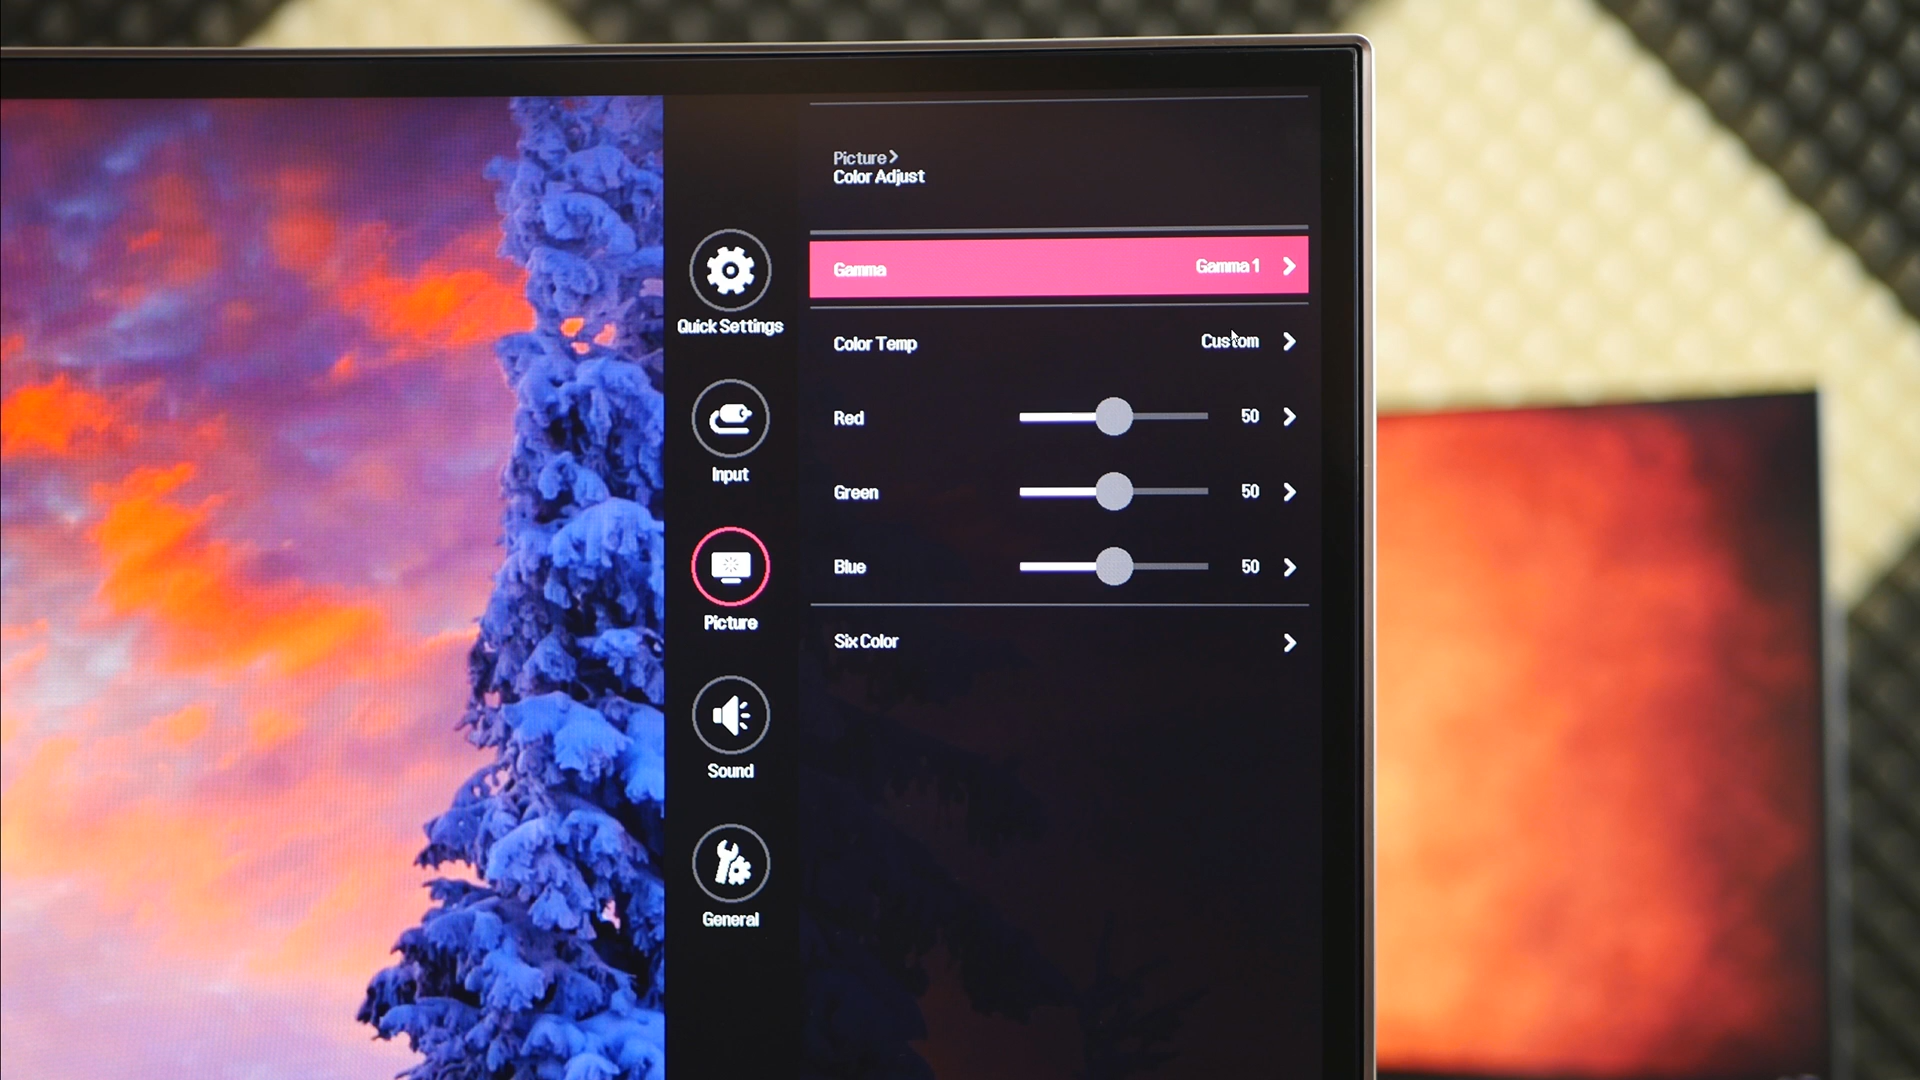 Picture>
Color Adjust
Quick Settings
Input
Picture
Sound
General
Gamma Gamma 1
Color Temp Custom
Red 50
Green 50
Blue 50
Six Color